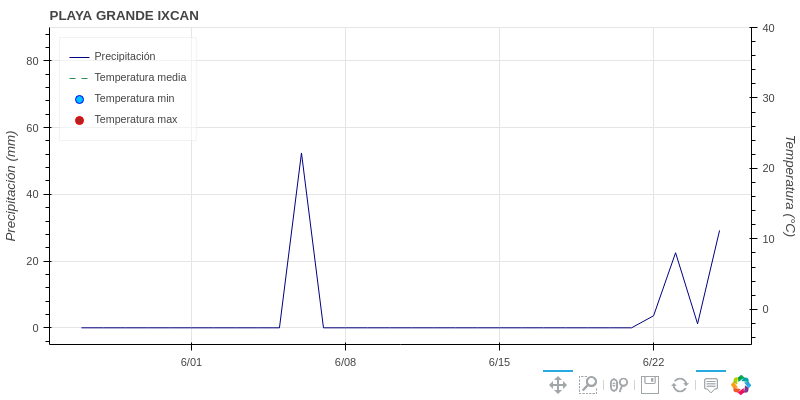 PLAYA GRANDE IXCAN
Precipitación
Temperatura media
Temperatura min
Temperatura max
Precipitación (mm)
80
60
40
20
0
Temperatura (°C)
40
30
20
10
0
6/01
6/08
6/15
6/22